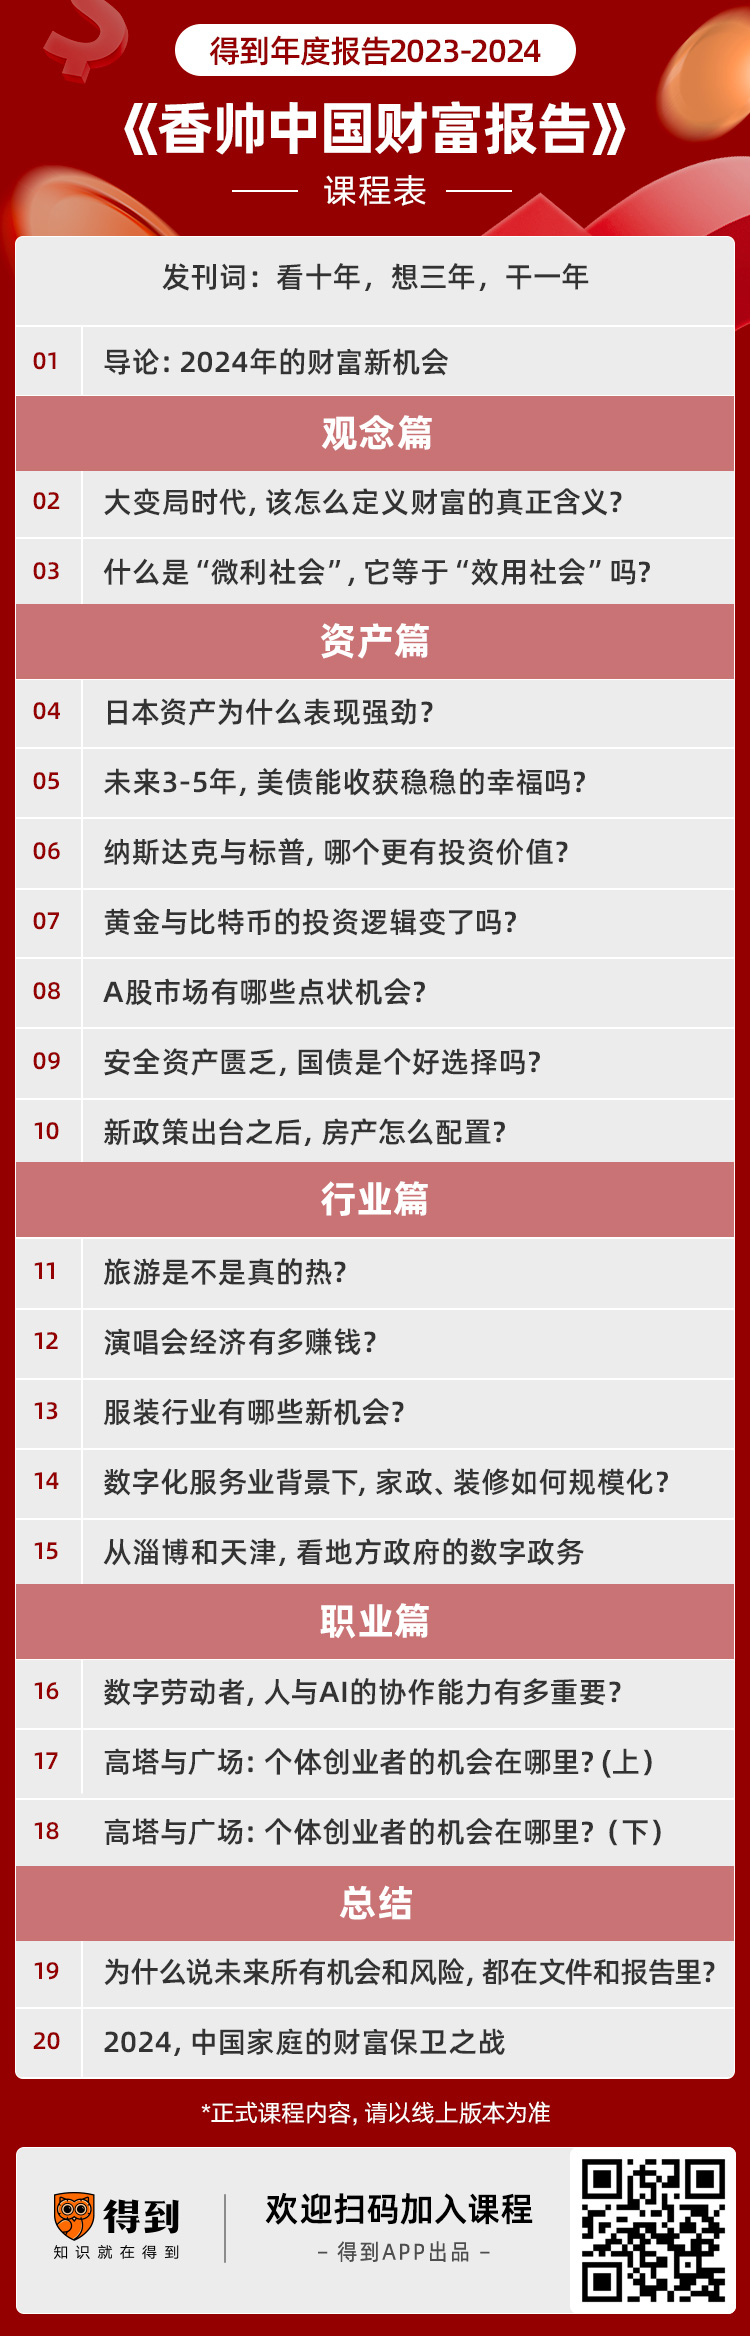 得到年度报告2023-2024
《香帅中国财富报告》
课程表
发刊词：看十年，想三年，干一年
01 导论：2024年的财富新机会
观念篇
02 大变局时代，该怎么定义财富的真正含义？
03 什么是“微利社会”，它等于“效用社会”吗？
资产篇
04 日本资产为什么表现强劲？
05 未来3-5年，美债能收获稳稳的幸福吗？
06 纳斯达克与标普，哪个更有投资价值？
07 黄金与比特币的投资逻辑变了吗？
08 A股市场有哪些点状机会？
09 安全资产匮乏，国债是个好选择吗？
10 新政策出台之后，房产怎么配置？
行业篇
11 旅游是不是真的热？
12 演唱会经济有多赚钱？
13 服装行业有哪些新机会？
14 数字化服务业背景下，家政、装修如何规模化？
15 从淄博和天津，看地方政府的数字政务
职业篇
16 数字劳动者，人与AI的协作能力有多重要？
17 高塔与广场：个体创业者的机会在哪里？(上）
18 高塔与广场：个体创业者的机会在哪里？（下）
总结
19 为什么说未来所有机会和风险，都在文件和报告里？
20 2024，中国家庭的财富保卫之战
*正式课程内容，请以线上版本为准
得到
知识就在得到
欢迎扫码加入课程
– 得到APP出品 –